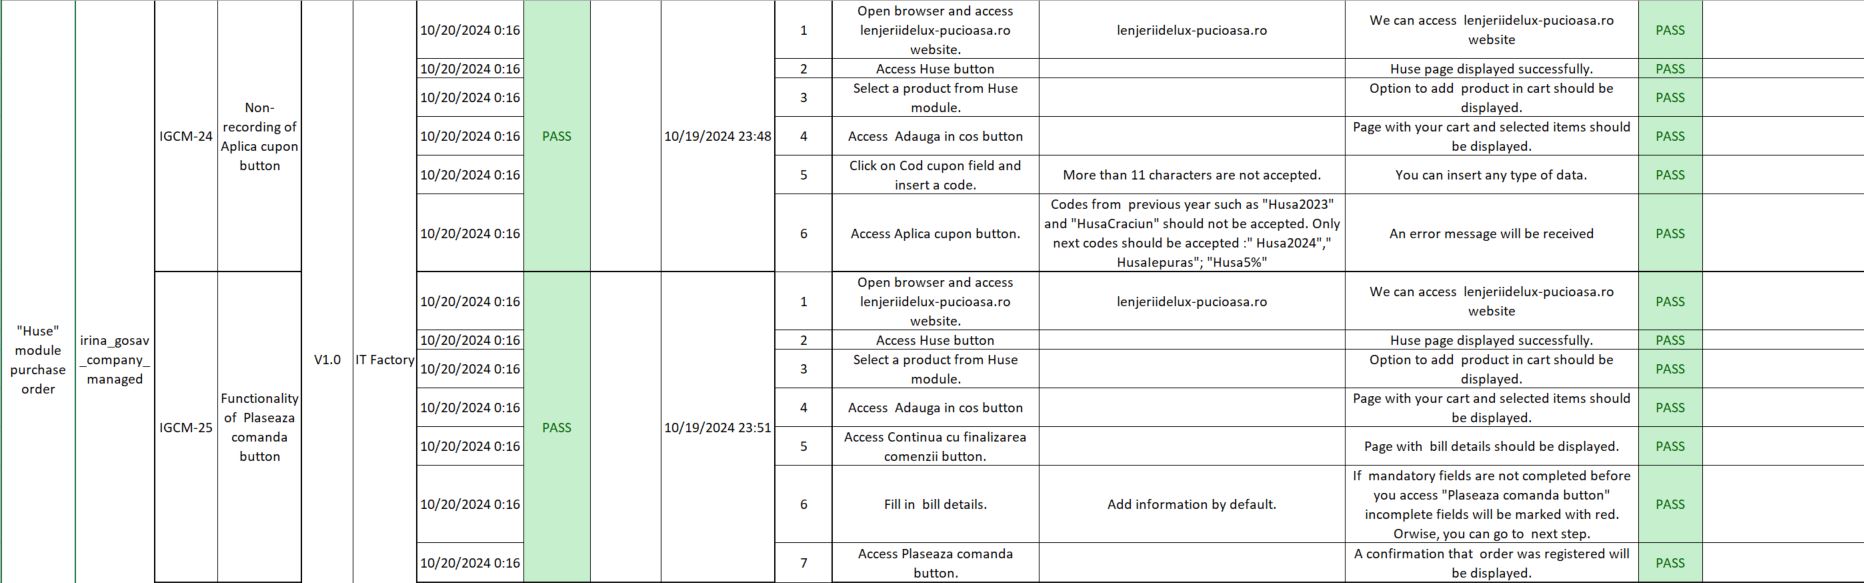 "Huse"
module
purchase
order
irina_gosav
_company_
managed
IGCM-24
Non-
recording of
Aplica cupon
button
V1.0
IT Factory
10/20/2024 0:16
10/20/2024 0:16
10/20/2024 0:16
10/20/2024 0:16
10/20/2024 0:16
10/20/2024 0:16
PASS
10/19/2024 23:48
1
Open browser and access
lenjeriidelux-pucioasa.ro
website.
lenjeriidelux-pucioasa.ro
We can access  lenjeriidelux-pucioasa.ro
website
PASS
2
Access Huse button
Huse page displayed successfully.
PASS
3
Select a product from Huse
module.
Option to add  product in cart should be
displayed.
PASS
4
Access  Adauga in cos button
Page with your cart and selected items should
be displayed.
PASS
5
Click on Cod cupon field and
insert a code.
More than 11 characters are not accepted.
You can insert any type of data.
PASS
6
Access Aplica cupon button.
Codes from  previous year such as "Husa2023"
and "HusaCraciun" should not be accepted. Only
next codes should be accepted :" Husa2024","
HusaIepuras"; "Husa5%"
An error message will be received
PASS
IGCM-25
Functionality
of  Plaseaza
comanda
button
10/20/2024 0:16
10/20/2024 0:16
10/20/2024 0:16
10/20/2024 0:16
10/20/2024 0:16
10/20/2024 0:16
10/20/2024 0:16
PASS
10/19/2024 23:51
1
Open browser and access
lenjeriidelux-pucioasa.ro
website.
lenjeriidelux-pucioasa.ro
We can access  lenjeriidelux-pucioasa.ro
website
PASS
2
Access Huse button
Huse page displayed successfully.
PASS
3
Select a product from Huse
module.
Option to add  product in cart should be
displayed.
PASS
4
Access  Adauga in cos button
Page with your cart and selected items should
be displayed.
PASS
5
Access Continua cu finalizarea
comenzii button.
Page with  bill details should be displayed.
PASS
6
Fill in  bill details.
Add information by default.
If  mandatory fields are not completed before
you access "Plaseaza comanda button"
incomplete fields will be marked with red.
Orwise, you can go to  next step.
PASS
7
Access Plaseaza comanda
button.
A confirmation that  order was registered will
be displayed.
PASS